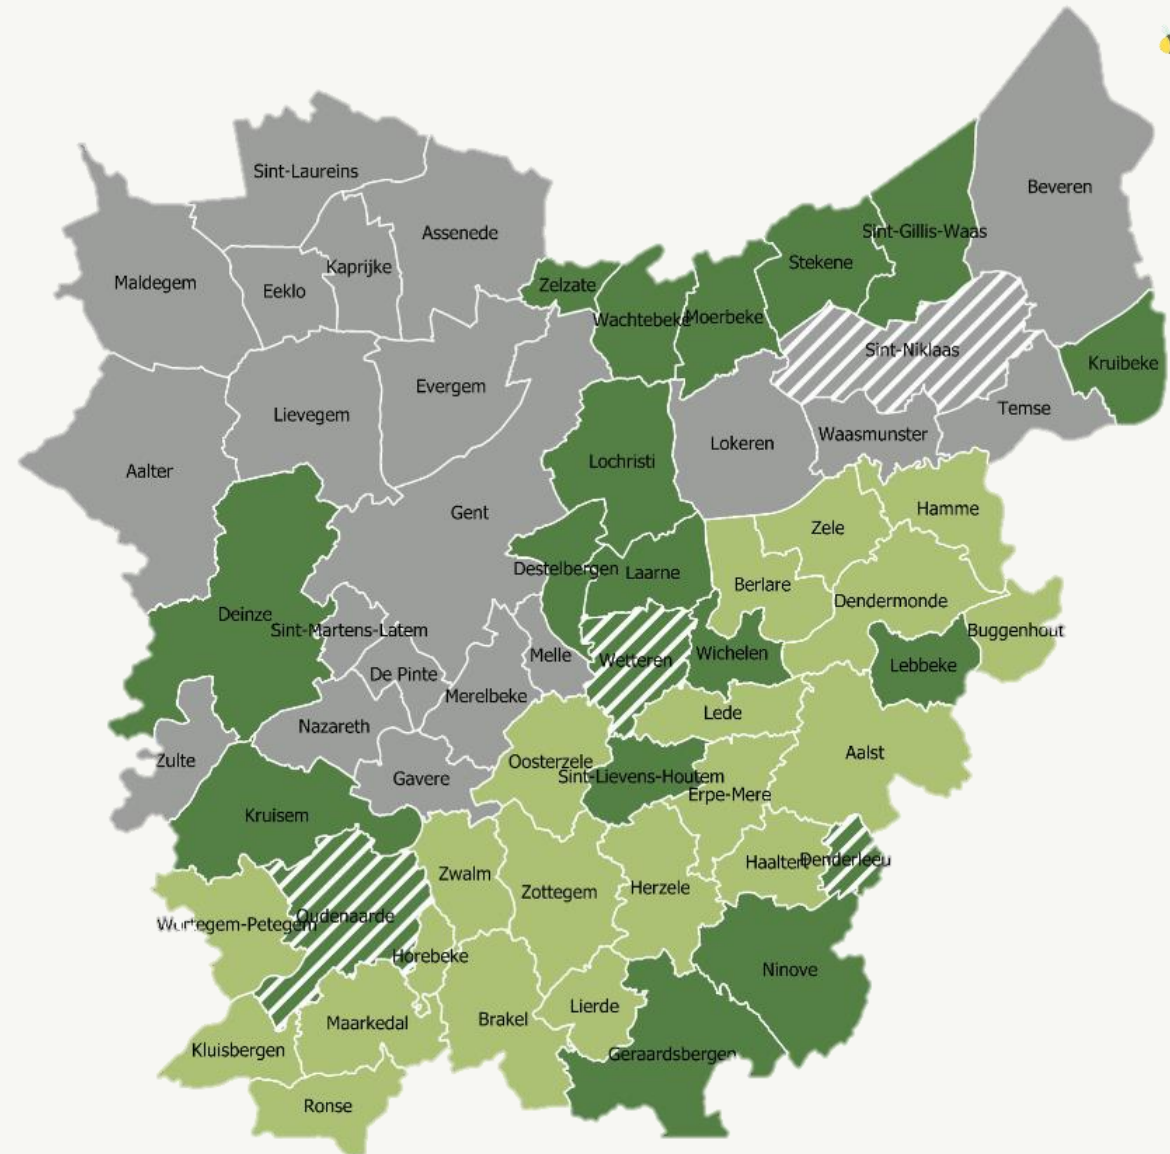 Sint-Laureins
Beveren
Assenede
Sint-Gillis-Waas
Stekene
Kaprijke
Maldegem
Eeklo
Zelzate
Wachtebeke
Moerbeke
Sint-Niklaas
Kruibeke
Evergem
Lievegem
Temse
Waasmunster
Lokeren
Lochristi
Aalter
Hamme
Gent
Zele
Destelbergen
Laarne
Berlare
Dendermonde
Deinze
Sint-Martens-Latem
Buggenhout
Melle
Wetteren
Wichelen
Lebbeke
De Pinte
Merelbeke
Lede
Nazareth
Aalst
Zulte
Oosterzele
Gavere
Sint-Lievens-Houtem
Erpe-Mere
Kruisem
Haaltert
Denderleeu
Zwalm
Herzele
Zottegem
Oudenaarde
Wortegem-Petegem
Horebeke
Ninove
Lierde
Brakel
Maarkedal
Kluisbergen
Geraardsbergen
Ronse